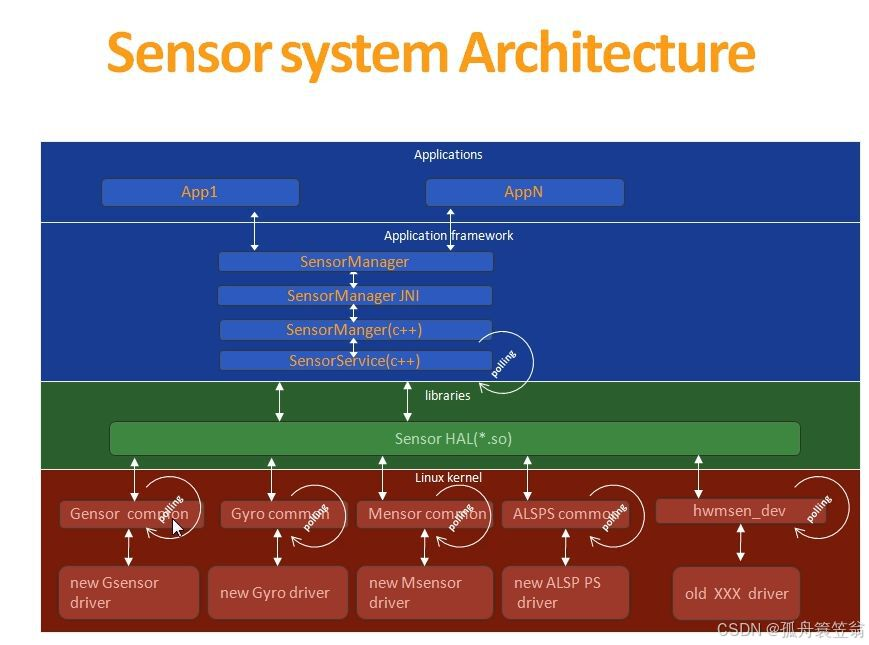 Sensor system Architecture
Applications
App1
AppN
Application framework
SensorManager
SensorManager JNI
SensorManger(c++)
SensorService(c++)
polling
libraries
Sensor HAL(*.so)
Linux kernel
Gensor common
polling
Gyro common
polling
Mensor common
polling
ALSPS common
polling
hwmsen_dev
polling
new Gsensor
driver
new Gyro driver
new Msensor
driver
new ALSP PS
driver
old XXX driver
CSDN @孤舟蓑笠翁